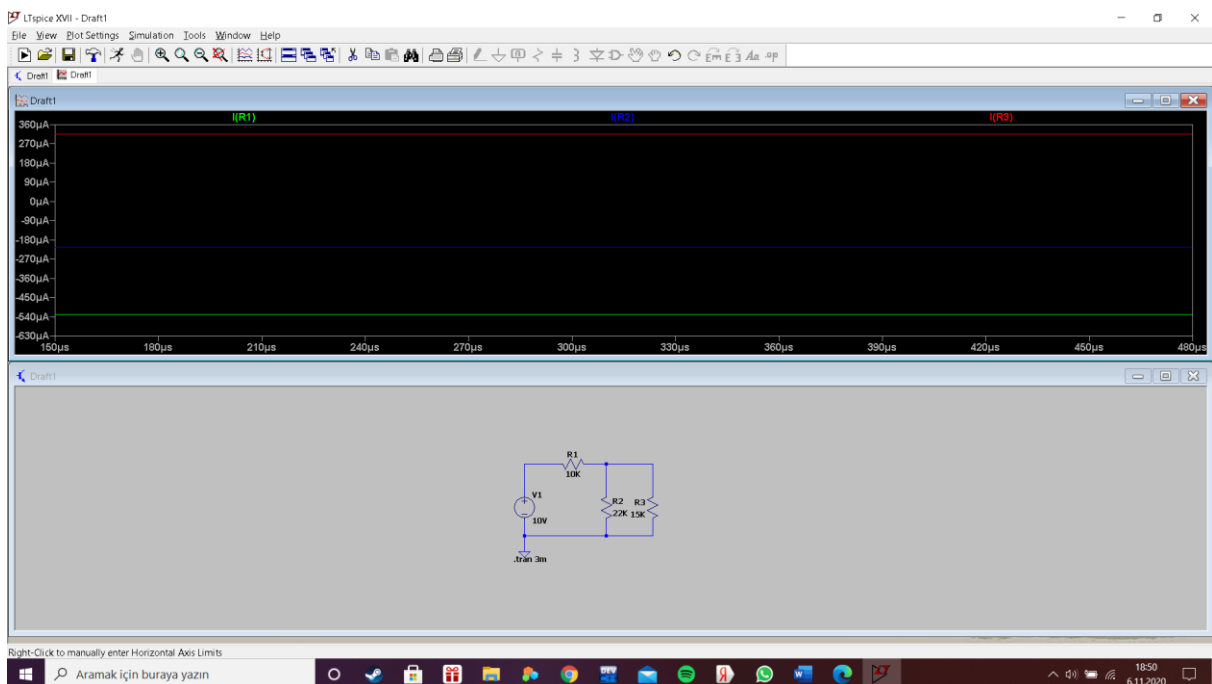 LTspice XVII - Draft1
File View Plot Settings Simulation Tools Window Help
Draft1 Draft1
Draft1
I(R1) I(R2) I(R3)
360µA
270µA
180µA
90µA
0µA
-90µA
-180µA
-270µA
-360µA
-450µA
-540µA
-630µA
150µs 180µs 210µs 240µs 270µs 300µs 330µs 360µs 390µs 420µs 450µs 480µs
Draft1
R1
10K
V1
10V
R2 R3
22K 15K
.tran 3m
Right-Click to manually enter Horizontal Axis Limits
Aramak için buraya yazın
18:50
6.11.2020